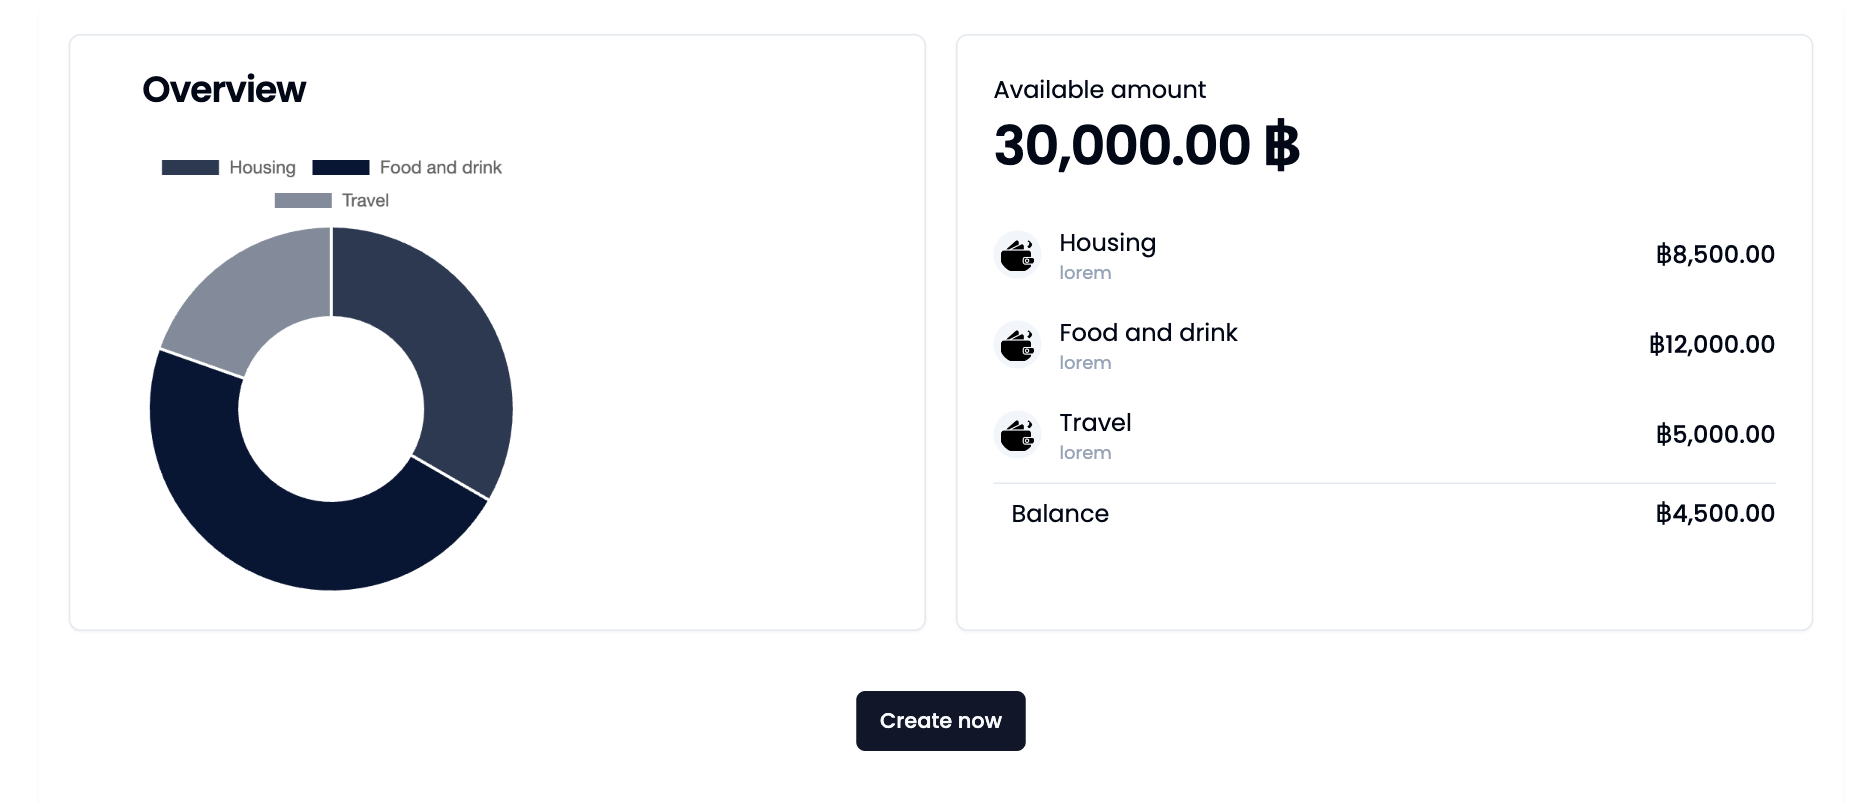 Overview
Housing Food and drink
Travel
Available amount
30,000.00 ฿
Housing
lorem
฿8,500.00
Food and drink
lorem
฿12,000.00
Travel
lorem
฿5,000.00
Balance ฿4,500.00
Create now